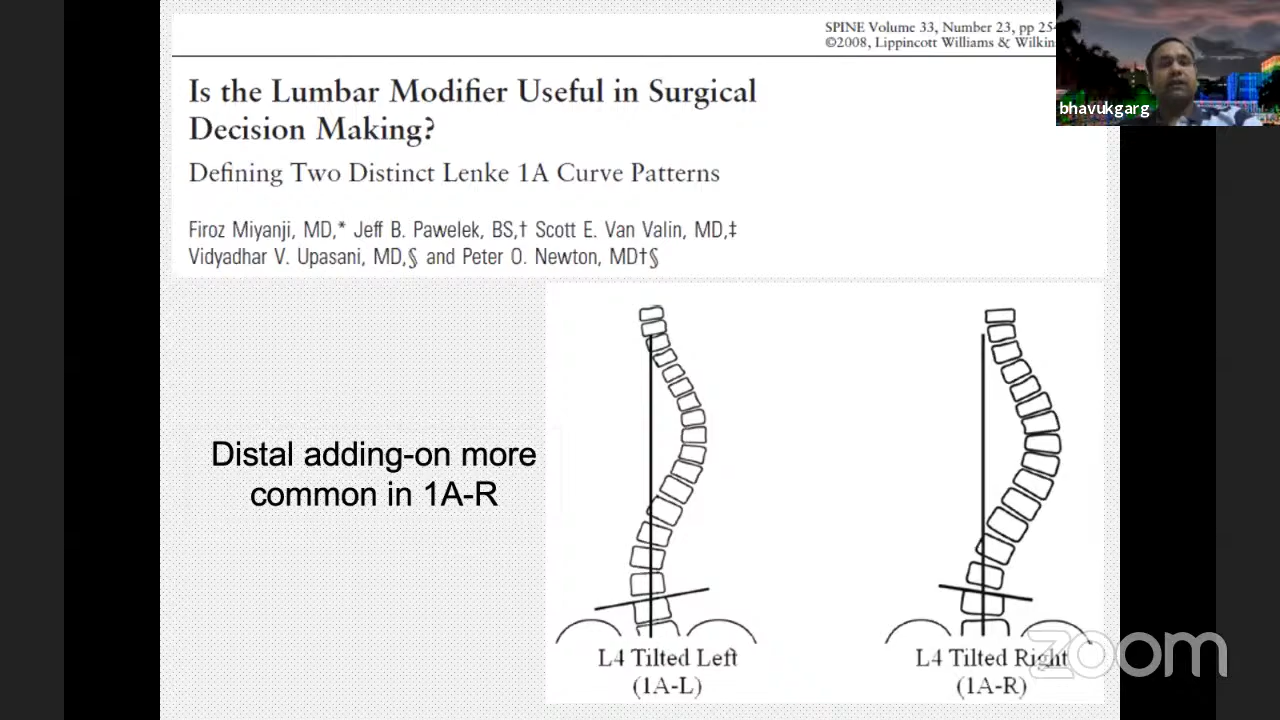 SPINE Volume 33, Number 23, pp 25
©2008, Lippincott Williams & Wilkin
bhavukgarg
Is the Lumbar Modifier Useful in Surgical
Decision Making?
Defining Two Distinct Lenke 1A Curve Patterns
Firoz Miyanji, MD,* Jeff B. Pawelek, BS,† Scott E. Van Valin, MD,‡
Vidyadhar V. Upasani, MD,§ and Peter O. Newton, MD†§
Distal adding-on more
common in 1A-R
L4 Tilted Left
(1A-L)
L4 Tilted Right
(1A-R)
zoom